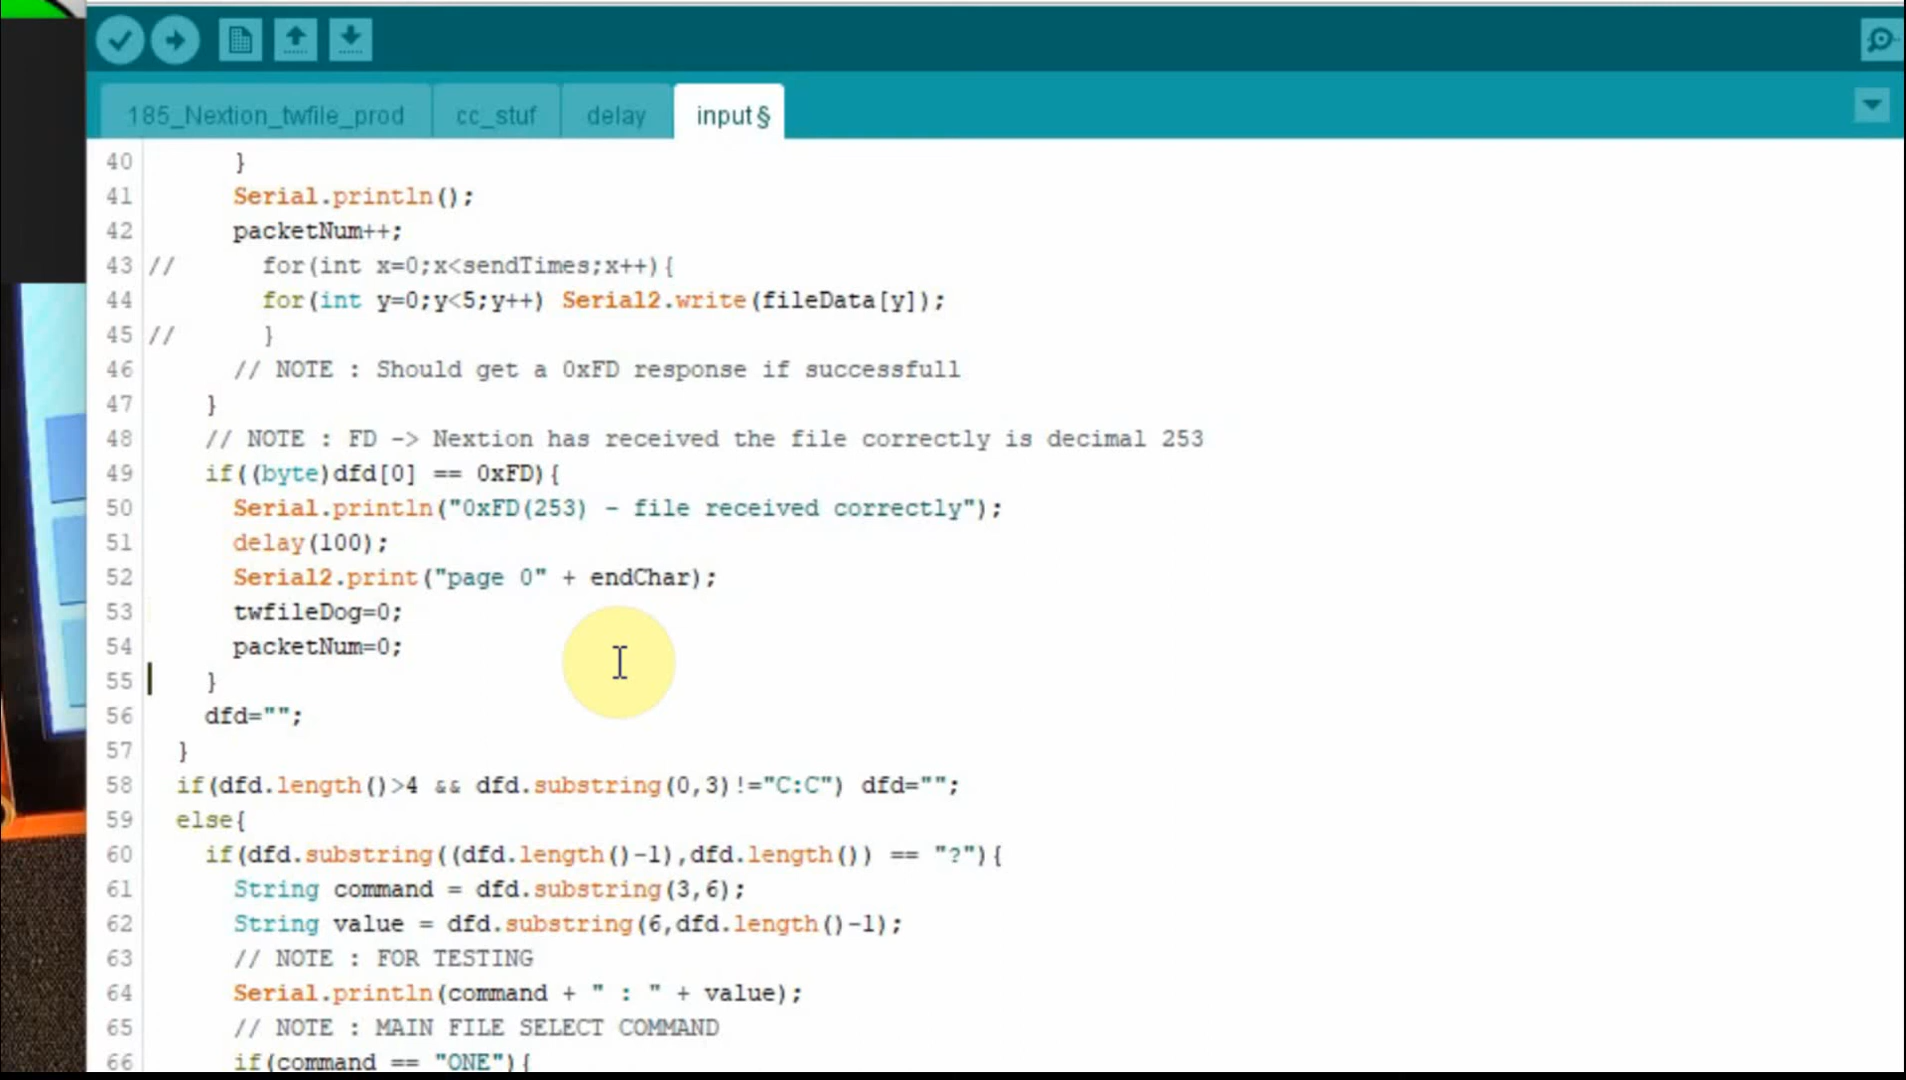 185_Nextion_twfile_prod cc_stuf delay input§
40 }
41 Serial.println();
42 packetNum++;
43 // for(int x=0;x<sendTimes;x++){
44 for(int y=0;y<5;y++) Serial2.write(fileData[y]);
45 // }
46 // NOTE : Should get a 0xFD response if successfull
47 }
48 // NOTE : FD -> Nextion has received the file correctly is decimal 253
49 if((byte)dfd[0] == 0xFD){
50 Serial.println("0xFD(253) - file received correctly");
51 delay(100);
52 Serial2.print("page 0" + endChar);
53 twfileDog=0;
54 packetNum=0;
55 }
56 dfd="";
57 }
58 if(dfd.length()>4 && dfd.substring(0,3)!="C:C") dfd="";
59 else{
60 if(dfd.substring((dfd.length()-1),dfd.length()) == "?"){
61 String command = dfd.substring(3,6);
62 String value = dfd.substring(6,dfd.length()-1);
63 // NOTE : FOR TESTING
64 Serial.println(command + " : " + value);
65 // NOTE : MAIN FILE SELECT COMMAND
66 if(command == "ONE"){